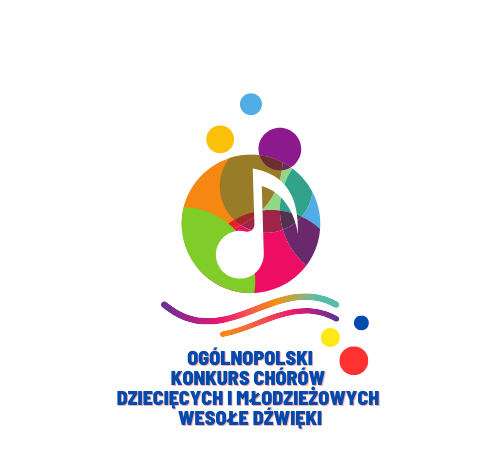 OGÓLNOPOLSKI
KONKURS CHÓRÓW
DZIECIĘCYCH I MŁODZIEŻOWYCH
WESOŁE DŹWIĘKI